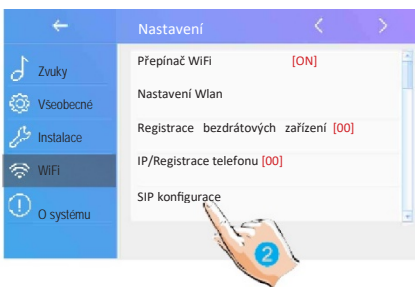 Nastavení
Zvuky
Všeobecné
Instalace
WiFi
O systému
Přepínač WiFi [ON]
Nastavení Wlan
Registrace bezdrátových zařízení [00]
IP/Registrace telefonu [00]
SIP konfigurace
2